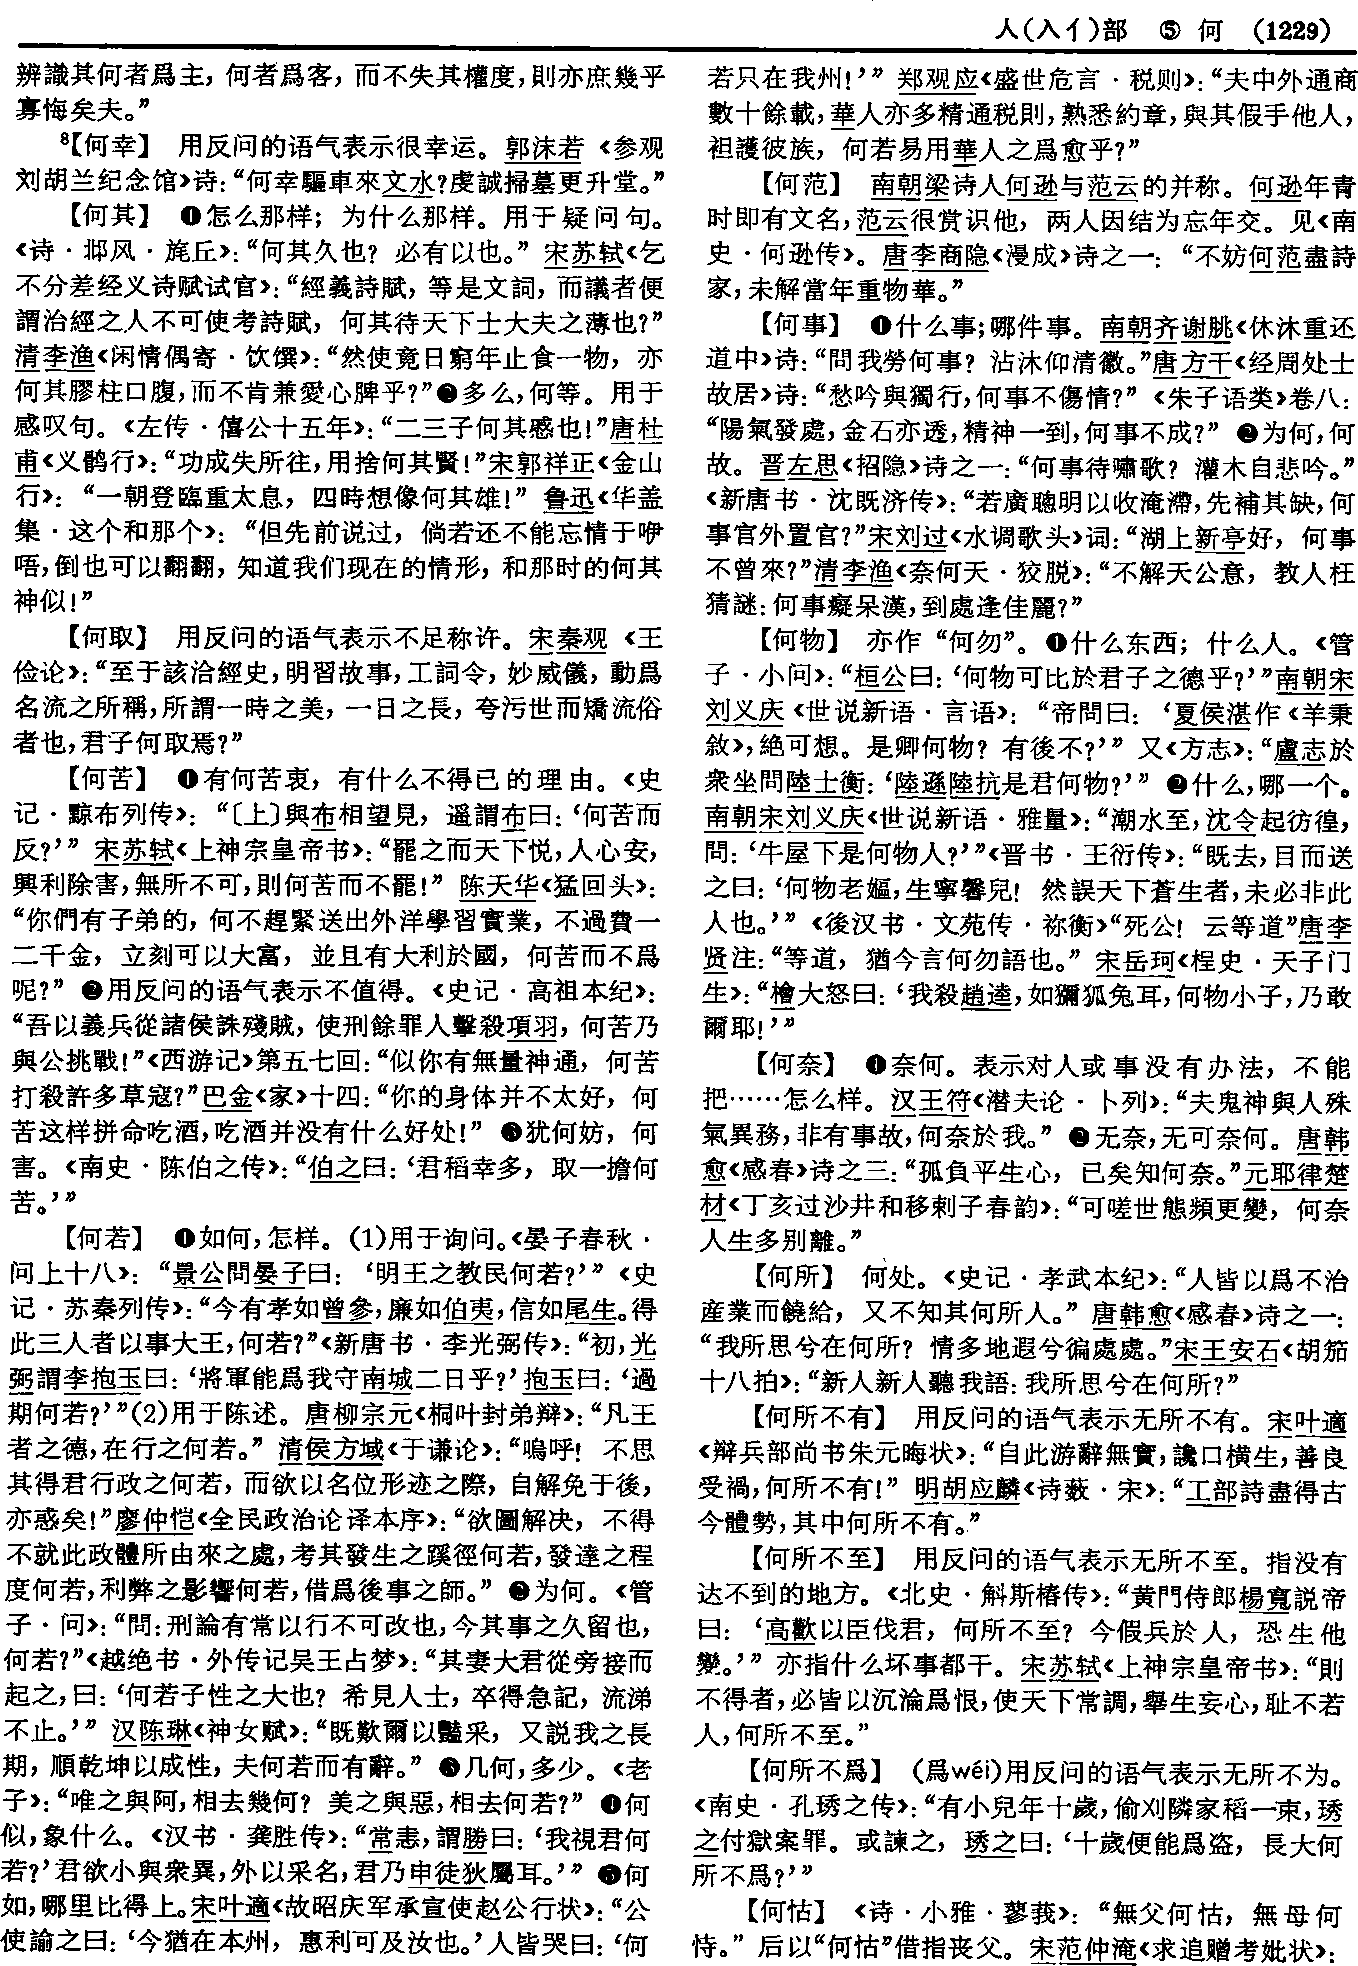 人(入亻)部 ⑤ 何 (1229)
辨識其何者爲主，何者爲客，而不失其權度，則亦庶幾乎
寡悔矣夫。”
8【何幸】 用反问的语气表示很幸运。郭沫若《参观
刘胡兰纪念馆》诗：“何幸驅車來文水？虔誠掃墓更升堂。”
【何其】 ❶怎么那样；为什么那样。用于疑问句。
《诗·邶风·旄丘》：“何其久也？必有以也。”宋苏轼《乞
不分差经义诗赋试官》：“經義詩賦，等是文詞，而議者便
謂治經之人不可使考詩賦，何其待天下士大夫之薄也？”
清李渔《闲情偶寄·饮馔》：“然使竟日窮年止食一物，亦
何其膠柱口腹，而不肯兼愛心脾乎？”❷多么，何等。用于
感叹句。《左传·僖公十五年》：“二三子何其慼也！”唐杜
甫《义鹘行》：“功成失所往，用捨何其賢！”宋郭祥正《金山
行》：“一朝登臨重太息，四時想像何其雄！”鲁迅《华盖
集·这个和那个》：“但先前说过，倘若还不能忘情于咿
唔，倒也可以翻翻，知道我们现在的情形，和那时的何其
神似！”
【何取】 用反问的语气表示不足称许。宋秦观《王
俭论》：“至于該洽經史，明習故事，工詞令，妙威儀，動爲
名流之所稱，所謂一時之美，一日之長，夸污世而矯流俗
者也，君子何取焉？”
【何苦】 ❶有何苦衷，有什么不得已的理由。《史
记·黥布列传》：“〔上〕與布相望見，遥謂布曰：‘何苦而
反？’”宋苏轼《上神宗皇帝书》：“罷之而天下悦，人心安，
興利除害，無所不可，則何苦而不罷！”陈天华《猛回头》：
“你們有子弟的，何不趕緊送出外洋學習實業，不過費一
二千金，立刻可以大富，並且有大利於國，何苦而不爲
呢？”❷用反问的语气表示不值得。《史记·高祖本纪》：
“吾以義兵從諸侯誅殘賊，使刑餘罪人擊殺項羽，何苦乃
與公挑戰！”《西游记》第五七回：“似你有無量神通，何苦
打殺許多草寇？”巴金《家》十四：“你的身体并不太好，何
苦这样拼命吃酒，吃酒并没有什么好处！”❸犹何妨，何
害。《南史·陈伯之传》：“伯之曰：‘君稻幸多，取一擔何
苦。’”
【何若】 ❶如何，怎样。(1)用于询问。《晏子春秋·
问上十八》：“景公問晏子曰：‘明王之教民何若？’”《史
记·苏秦列传》：“今有孝如曾參，廉如伯夷，信如尾生。得
此三人者以事大王，何若？”《新唐书·李光弼传》：“初，光
弼謂李抱玉曰：‘將軍能爲我守南城二日乎？’抱玉曰：‘過
期何若？’”(2)用于陈述。唐柳宗元《桐叶封弟辩》：“凡王
者之德，在行之何若。”清侯方域《于谦论》：“嗚呼！不思
其得君行政之何若，而欲以名位形迹之際，自解免于後，
亦惑矣！”廖仲恺《全民政治论译本序》：“欲圖解决，不得
不就此政體所由來之處，考其發生之蹊徑何若，發達之程
度何若，利弊之影響何若，借爲後事之師。”❷为何。《管
子·问》：“問：刑論有常以行不可改也，今其事之久留也，
何若？”《越绝书·外传记吴王占梦》：“其妻大君從旁接而
起之，曰：‘何若子性之大也？希見人士，卒得急記，流涕
不止。’”汉陈琳《神女赋》：“既歎爾以豔采，又説我之長
期，順乾坤以成性，夫何若而有辭。”❸几何，多少。《老
子》：“唯之與阿，相去幾何？美之與惡，相去何若？”❹何
似，象什么。《汉书·龚胜传》：“常恚，謂勝曰：‘我視君何
若？’君欲小與衆異，外以采名，君乃申徒狄屬耳。’”❺何
如，哪里比得上。宋叶適《故昭庆军承宣使赵公行状》：“公
使諭之曰：‘今猶在本州，惠利可及汝也。’人皆哭曰：‘何
若只在我州！’”郑观应《盛世危言·税则》：“夫中外通商
數十餘載，華人亦多精通税則，熟悉約章，與其假手他人，
袒護彼族，何若易用華人之爲愈乎？”
【何范】 南朝梁诗人何逊与范云的并称。何逊年青
时即有文名，范云很赏识他，两人因结为忘年交。见《南
史·何逊传》。唐李商隐《漫成》诗之一：“不妨何范盡詩
家，未解當年重物華。”
【何事】 ❶什么事；哪件事。南朝齐谢朓《休沐重还
道中》诗：“問我勞何事？沾沐仰清徽。”唐方干《经周处士
故居》诗：“愁吟與獨行，何事不傷情？”《朱子语类》卷八：
“陽氣發處，金石亦透，精神一到，何事不成？”❷为何，何
故。晋左思《招隐》诗之一：“何事待嘯歌？灌木自悲吟。”
《新唐书·沈既济传》：“若廣聰明以收淹滯，先補其缺，何
事官外置官？”宋刘过《水调歌头》词：“湖上新亭好，何事
不曾來？”清李渔《奈何天·狡脱》：“不解天公意，教人枉
猜謎：何事癡呆漢，到處逢佳麗？”
【何物】 亦作“何勿”。❶什么东西；什么人。《管
子·小问》：“桓公曰：‘何物可比於君子之德乎？’”南朝宋
刘义庆《世说新语·言语》：“帝問曰：‘夏侯湛作《羊秉
敘》，絶可想。是卿何物？有後不？’”又《方志》：“盧志於
衆坐問陸士衡：‘陸遜陸抗是君何物？’”❷什么，哪一个。
南朝宋刘义庆《世说新语·雅量》：“潮水至，沈令起彷徨，
問：‘牛屋下是何物人？’”《晋书·王衍传》：“既去，目而送
之曰：‘何物老嫗，生寧馨兒！然誤天下蒼生者，未必非此
人也。’”《後汉书·文苑传·祢衡》“死公！云等道”唐李
贤注：“等道，猶今言何勿語也。”宋岳珂《桯史·天子门
生》：“檜大怒曰：‘我殺趙逵，如獮狐兔耳，何物小子，乃敢
爾耶！’”
【何奈】 ❶奈何。表示对人或事没有办法，不能
把……怎么样。汉王符《潜夫论·卜列》：“夫鬼神與人殊
氣異務，非有事故，何奈於我。”❷无奈，无可奈何。唐韩
愈《感春》诗之三：“孤負平生心，已矣知何奈。”元耶律楚
材《丁亥过沙井和移剌子春韵》：“可嗟世態頻更變，何奈
人生多别離。”
【何所】 何处。《史记·孝武本纪》：“人皆以爲不治
産業而饒給，又不知其何所人。”唐韩愈《感春》诗之一：
“我所思兮在何所？情多地遐兮徧處處。”宋王安石《胡笳
十八拍》：“新人新人聽我語：我所思兮在何所？”
【何所不有】 用反问的语气表示无所不有。宋叶適
《辩兵部尚书朱元晦状》：“自此游辭無實，讒口横生，善良
受禍，何所不有！”明胡应麟《诗薮·宋》：“工部詩盡得古
今體勢，其中何所不有。”
【何所不至】 用反问的语气表示无所不至。指没有
达不到的地方。《北史·斛斯椿传》：“黄門侍郎楊寬説帝
曰：‘高歡以臣伐君，何所不至？今假兵於人，恐生他
變。’”亦指什么坏事都干。宋苏轼《上神宗皇帝书》：“則
不得者，必皆以沉淪爲恨，使天下常調，舉生妄心，耻不若
人，何所不至。”
【何所不爲】 (爲wéi)用反问的语气表示无所不为。
《南史·孔琇之传》：“有小兒年十歲，偷刈隣家稻一束，琇
之付獄案罪。或諫之，琇之曰：‘十歲便能爲盗，長大何
所不爲？’”
【何怙】 《诗·小雅·蓼莪》：“無父何怙，無母何
恃。”后以“何怙”借指丧父。宋范仲淹《求追赠考妣状》：